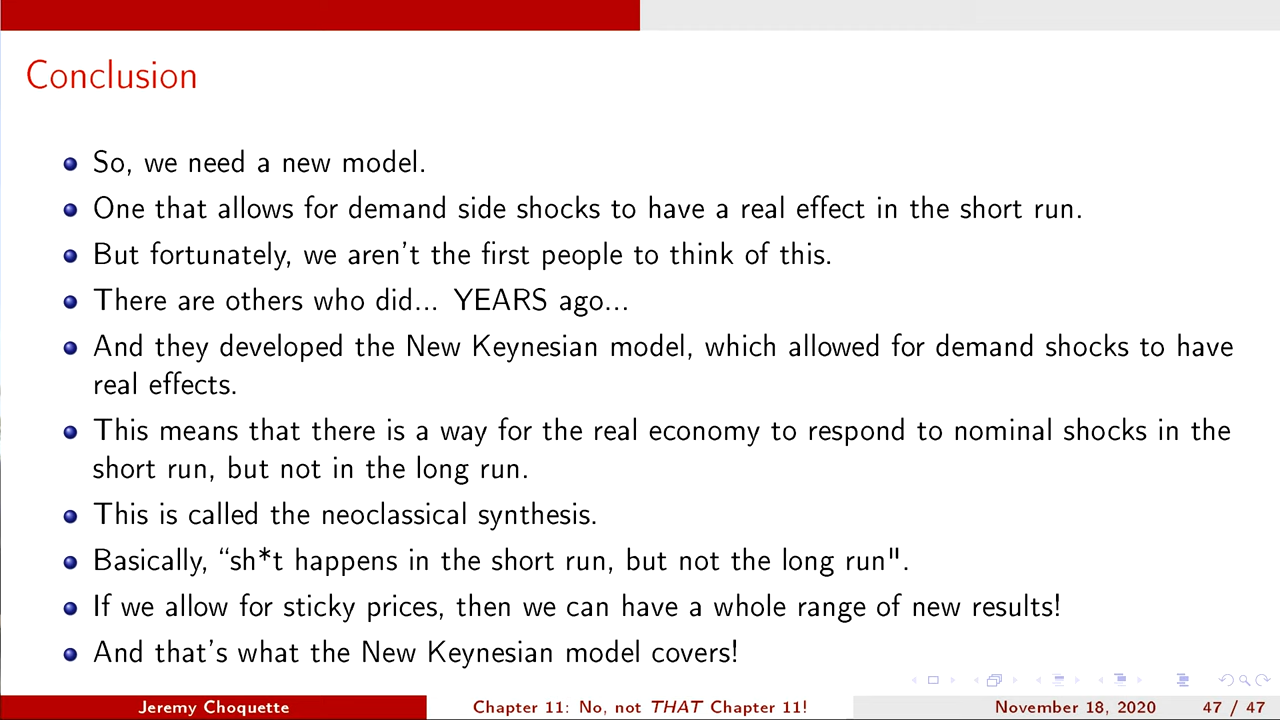 Conclusion
So, we need a new model.
One that allows for demand side shocks to have a real effect in the short run.
But fortunately, we aren't the first people to think of this.
There are others who did... YEARS ago...
And they developed the New Keynesian model, which allowed for demand shocks to have
real effects.
This means that there is a way for the real economy to respond to nominal shocks in the
short run, but not in the long run.
This is called the neoclassical synthesis.
Basically, “sh*t happens in the short run, but not the long run".
If we allow for sticky prices, then we can have a whole range of new results!
And that's what the New Keynesian model covers!
Jeremy Choquette Chapter 11: No, not THAT Chapter 11! November 18, 2020 47 / 47